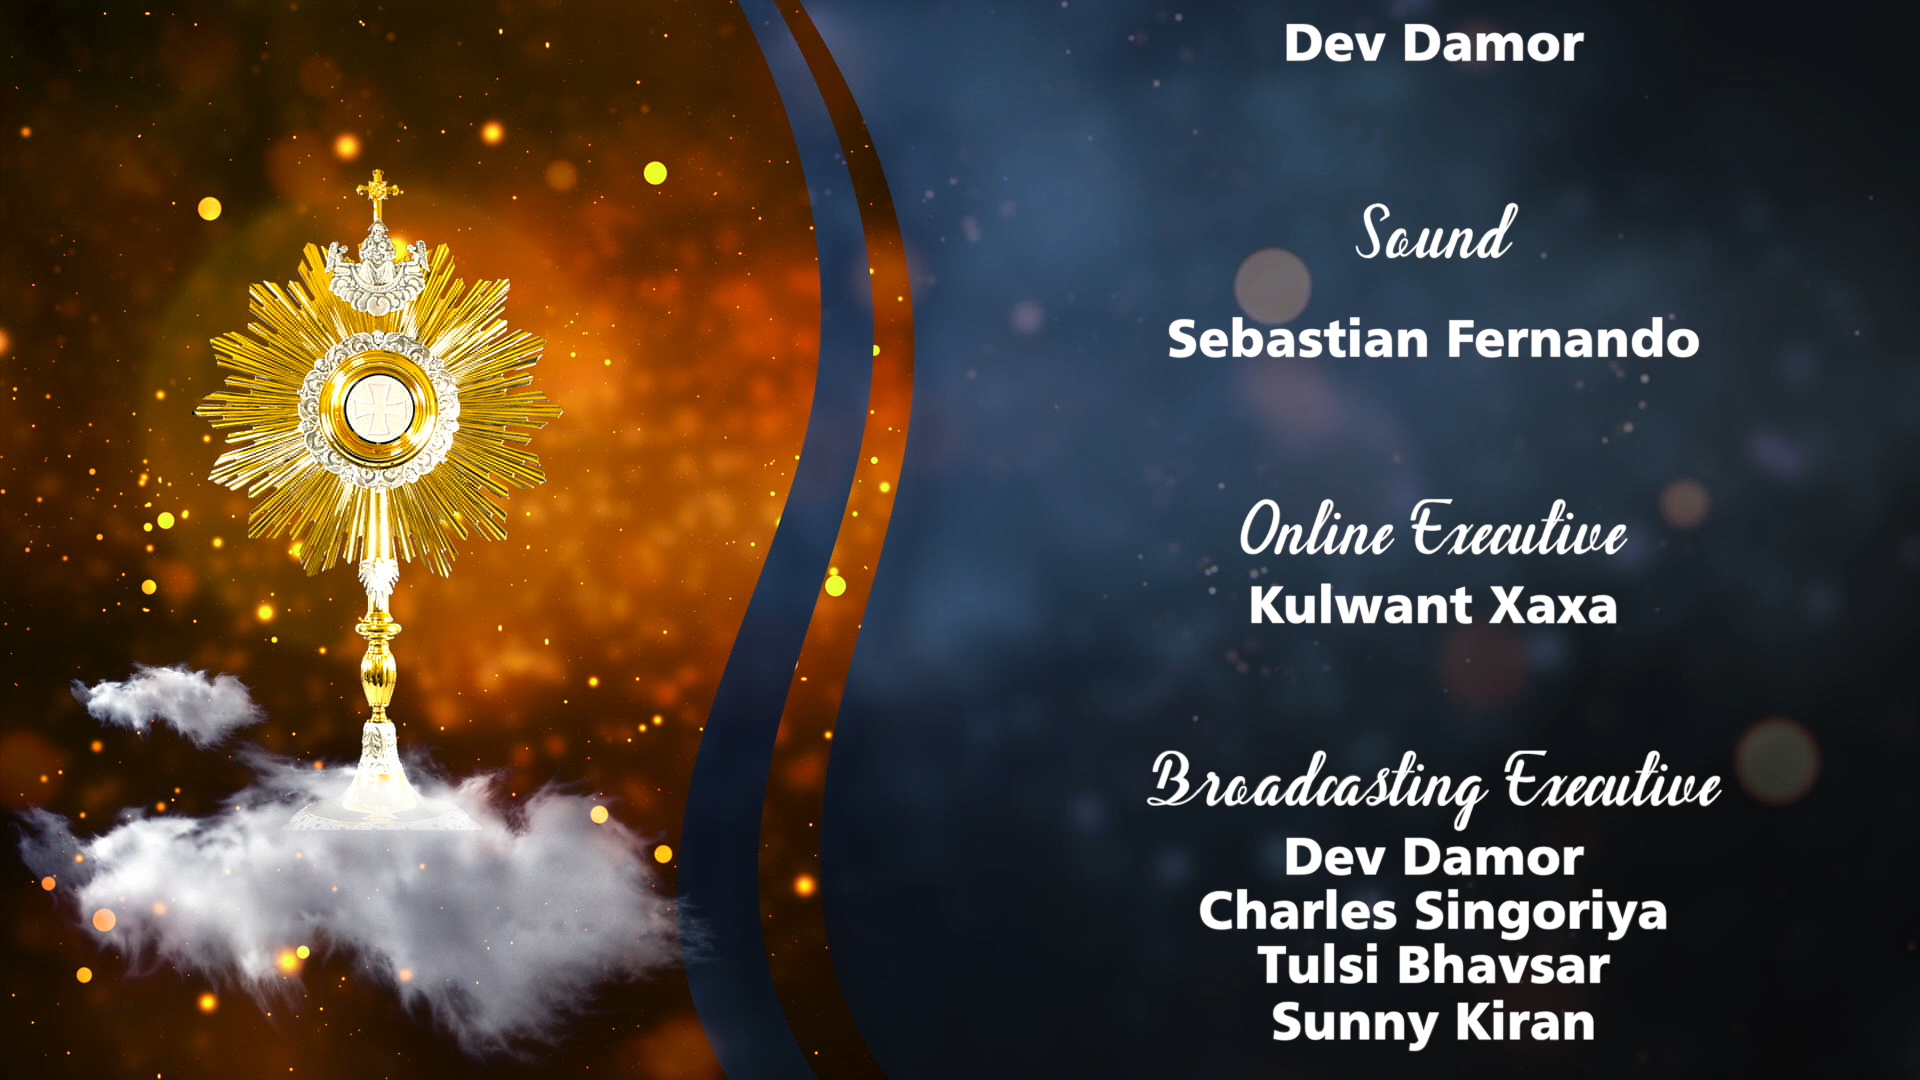 Dev Damor
Sound
Sebastian Fernando
Online Executive
Kulwant Xaxa
Broadcasting Executive
Dev Damor
Charles Singoriya
Tulsi Bhavsar
Sunny Kiran